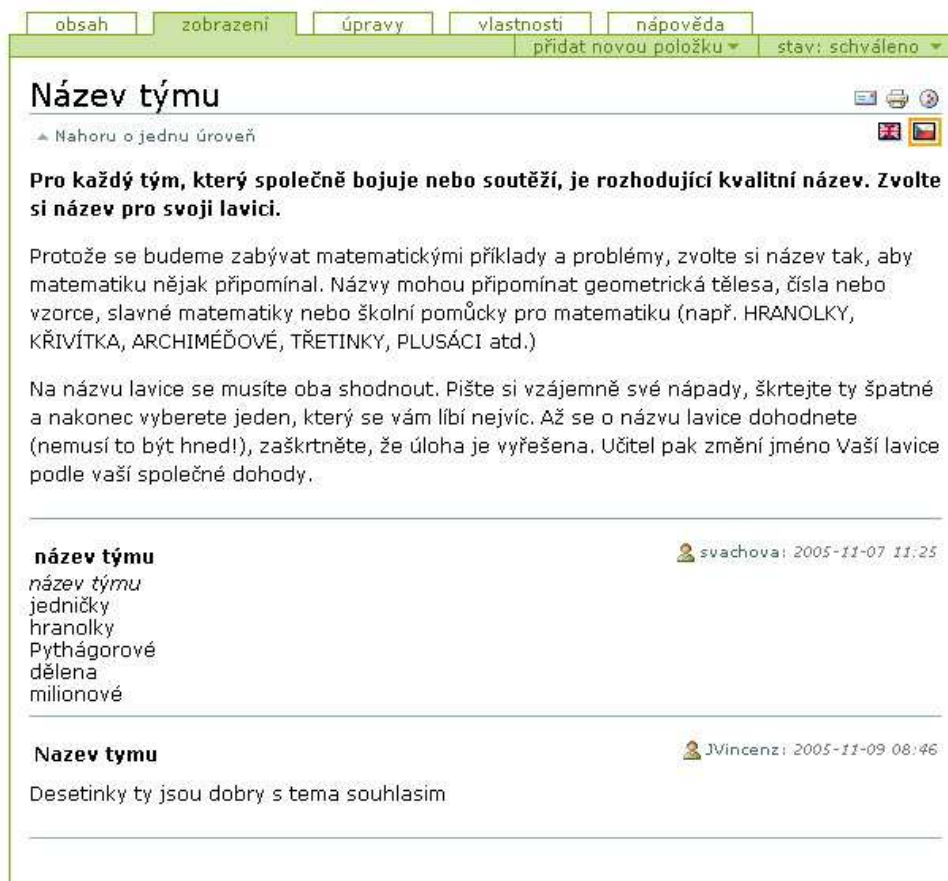 obsah zobrazení úpravy vlastnosti nápověda
přidat novou položku stav: schváleno
Název týmu
Nahoru o jednu úroveň
Pro každý tým, který společně bojuje nebo soutěží, je rozhodující kvalitní název. Zvolte
si název pro svoji lavici.
Protože se budeme zabývat matematickými příklady a problémy, zvolte si název tak, aby
matematiku nějak připomínal. Názvy mohou připomínat geometrická tělesa, čísla nebo
vzorce, slavné matematiky nebo školní pomůcky pro matematiku (např. HRANOLKY,
KŘIVÍTKA, ARCHIMÉĎOVÉ, TŘETINKY, PLUSÁCI atd.)
Na názvu lavice se musíte oba shodnout. Pište si vzájemně své nápady, škrtejte ty špatné
a nakonec vyberete jeden, který se vám líbí nejvíc. Až se o názvu lavice dohodnete
(nemusí to být hned!), zaškrtněte, že úloha je vyřešena. Učitel pak změní jméno Vaší lavice
podle vaší společné dohody.
název týmu svachova: 2005-11-07 11:25
název týmu
jedničky
hranolky
Pythágorové
dělena
milionové
Nazev tymu JVincenz: 2005-11-09 08:46
Desetinky ty jsou dobry s tema souhlasim